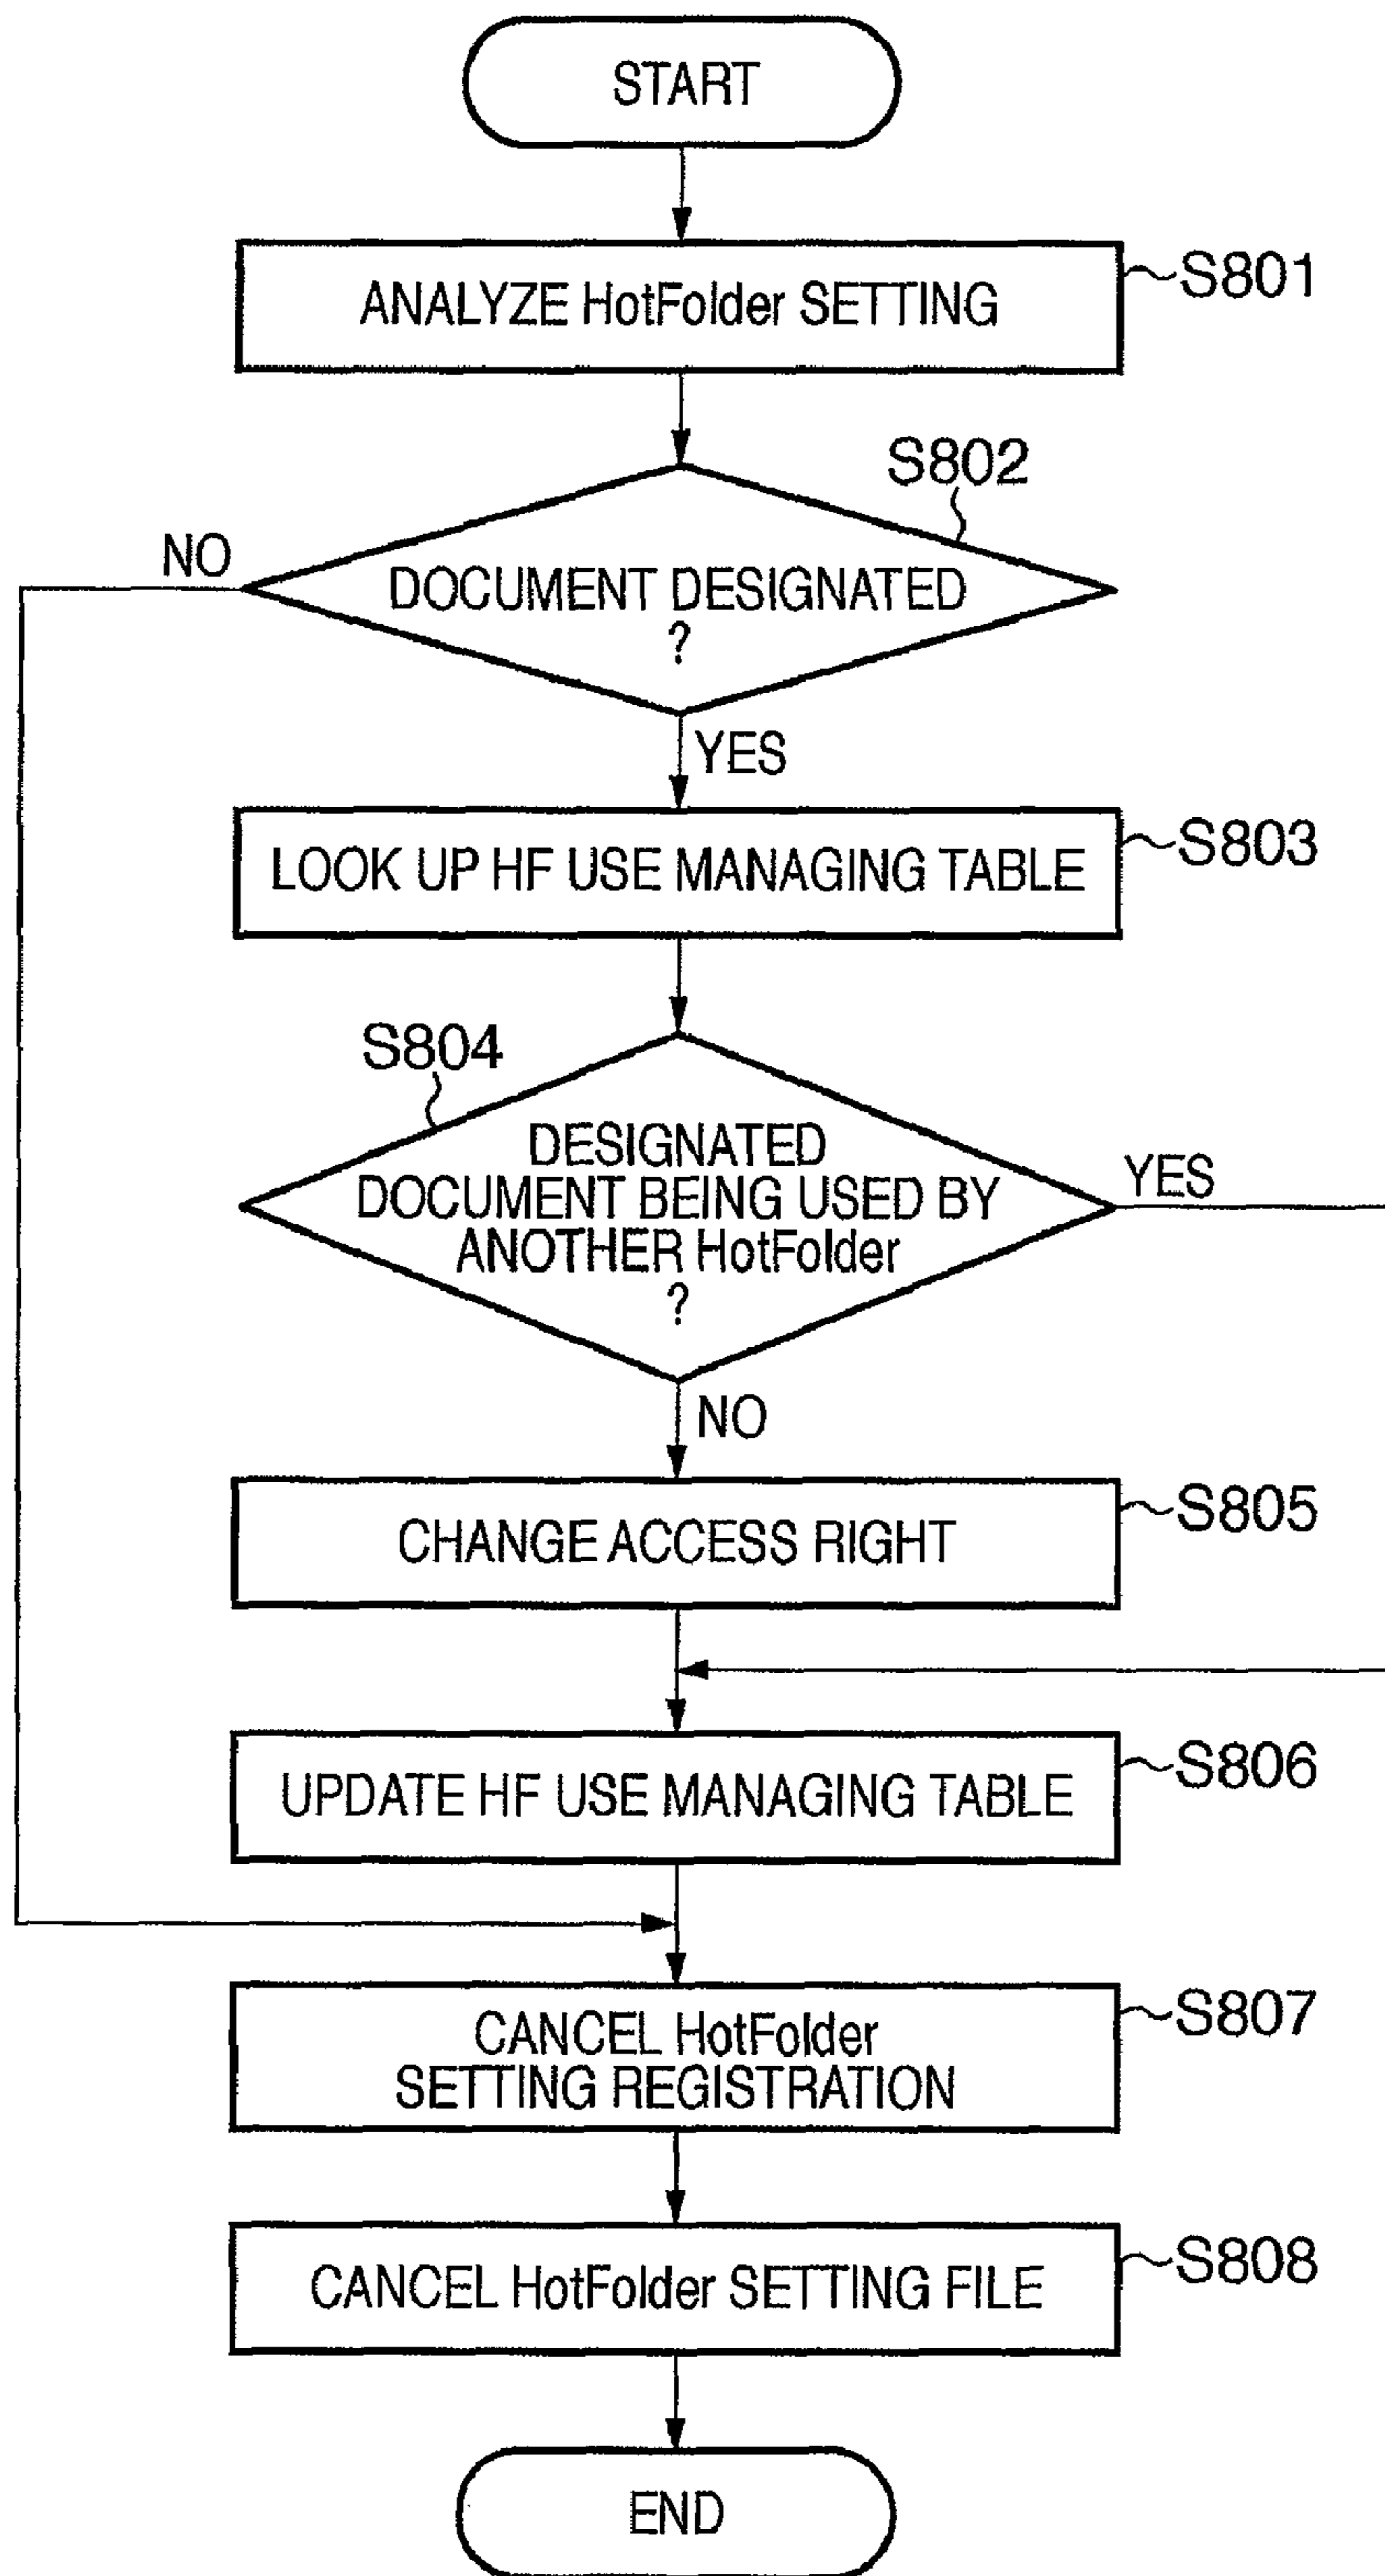 START
ANALYZE HotFolder SETTING
S801
S802
NO
DOCUMENT DESIGNATED
?
YES
LOOK UP HF USE MANAGING TABLE
S803
S804
DESIGNATED
DOCUMENT BEING USED BY
ANOTHER HotFolder
?
YES
NO
CHANGE ACCESS RIGHT
S805
UPDATE HF USE MANAGING TABLE
S806
CANCEL HotFolder
SETTING REGISTRATION
S807
CANCEL HotFolder SETTING FILE
S808
END